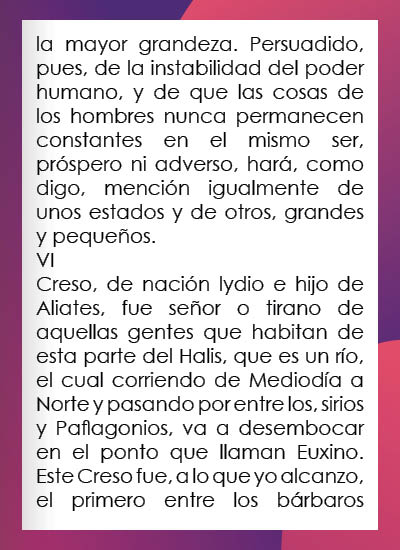 la mayor grandeza. Persuadido,
pues, de la instabilidad del poder
humano, y de que las cosas de
los hombres nunca permanecen
constantes en el mismo ser,
próspero ni adverso, hará, como
digo, mención igualmente de
unos estados y de otros, grandes
y pequeños.
VI
Creso, de nación lydio e hijo de
Aliates, fue señor o tirano de
aquellas gentes que habitan de
esta parte del Halis, que es un río,
el cual corriendo de Mediodía a
Norte y pasando por entre los, sirios
y Paflagonios, va a desembocar
en el ponto que llaman Euxino.
Este Creso fue, a lo que yo alcanzo,
el primero entre los bárbaros